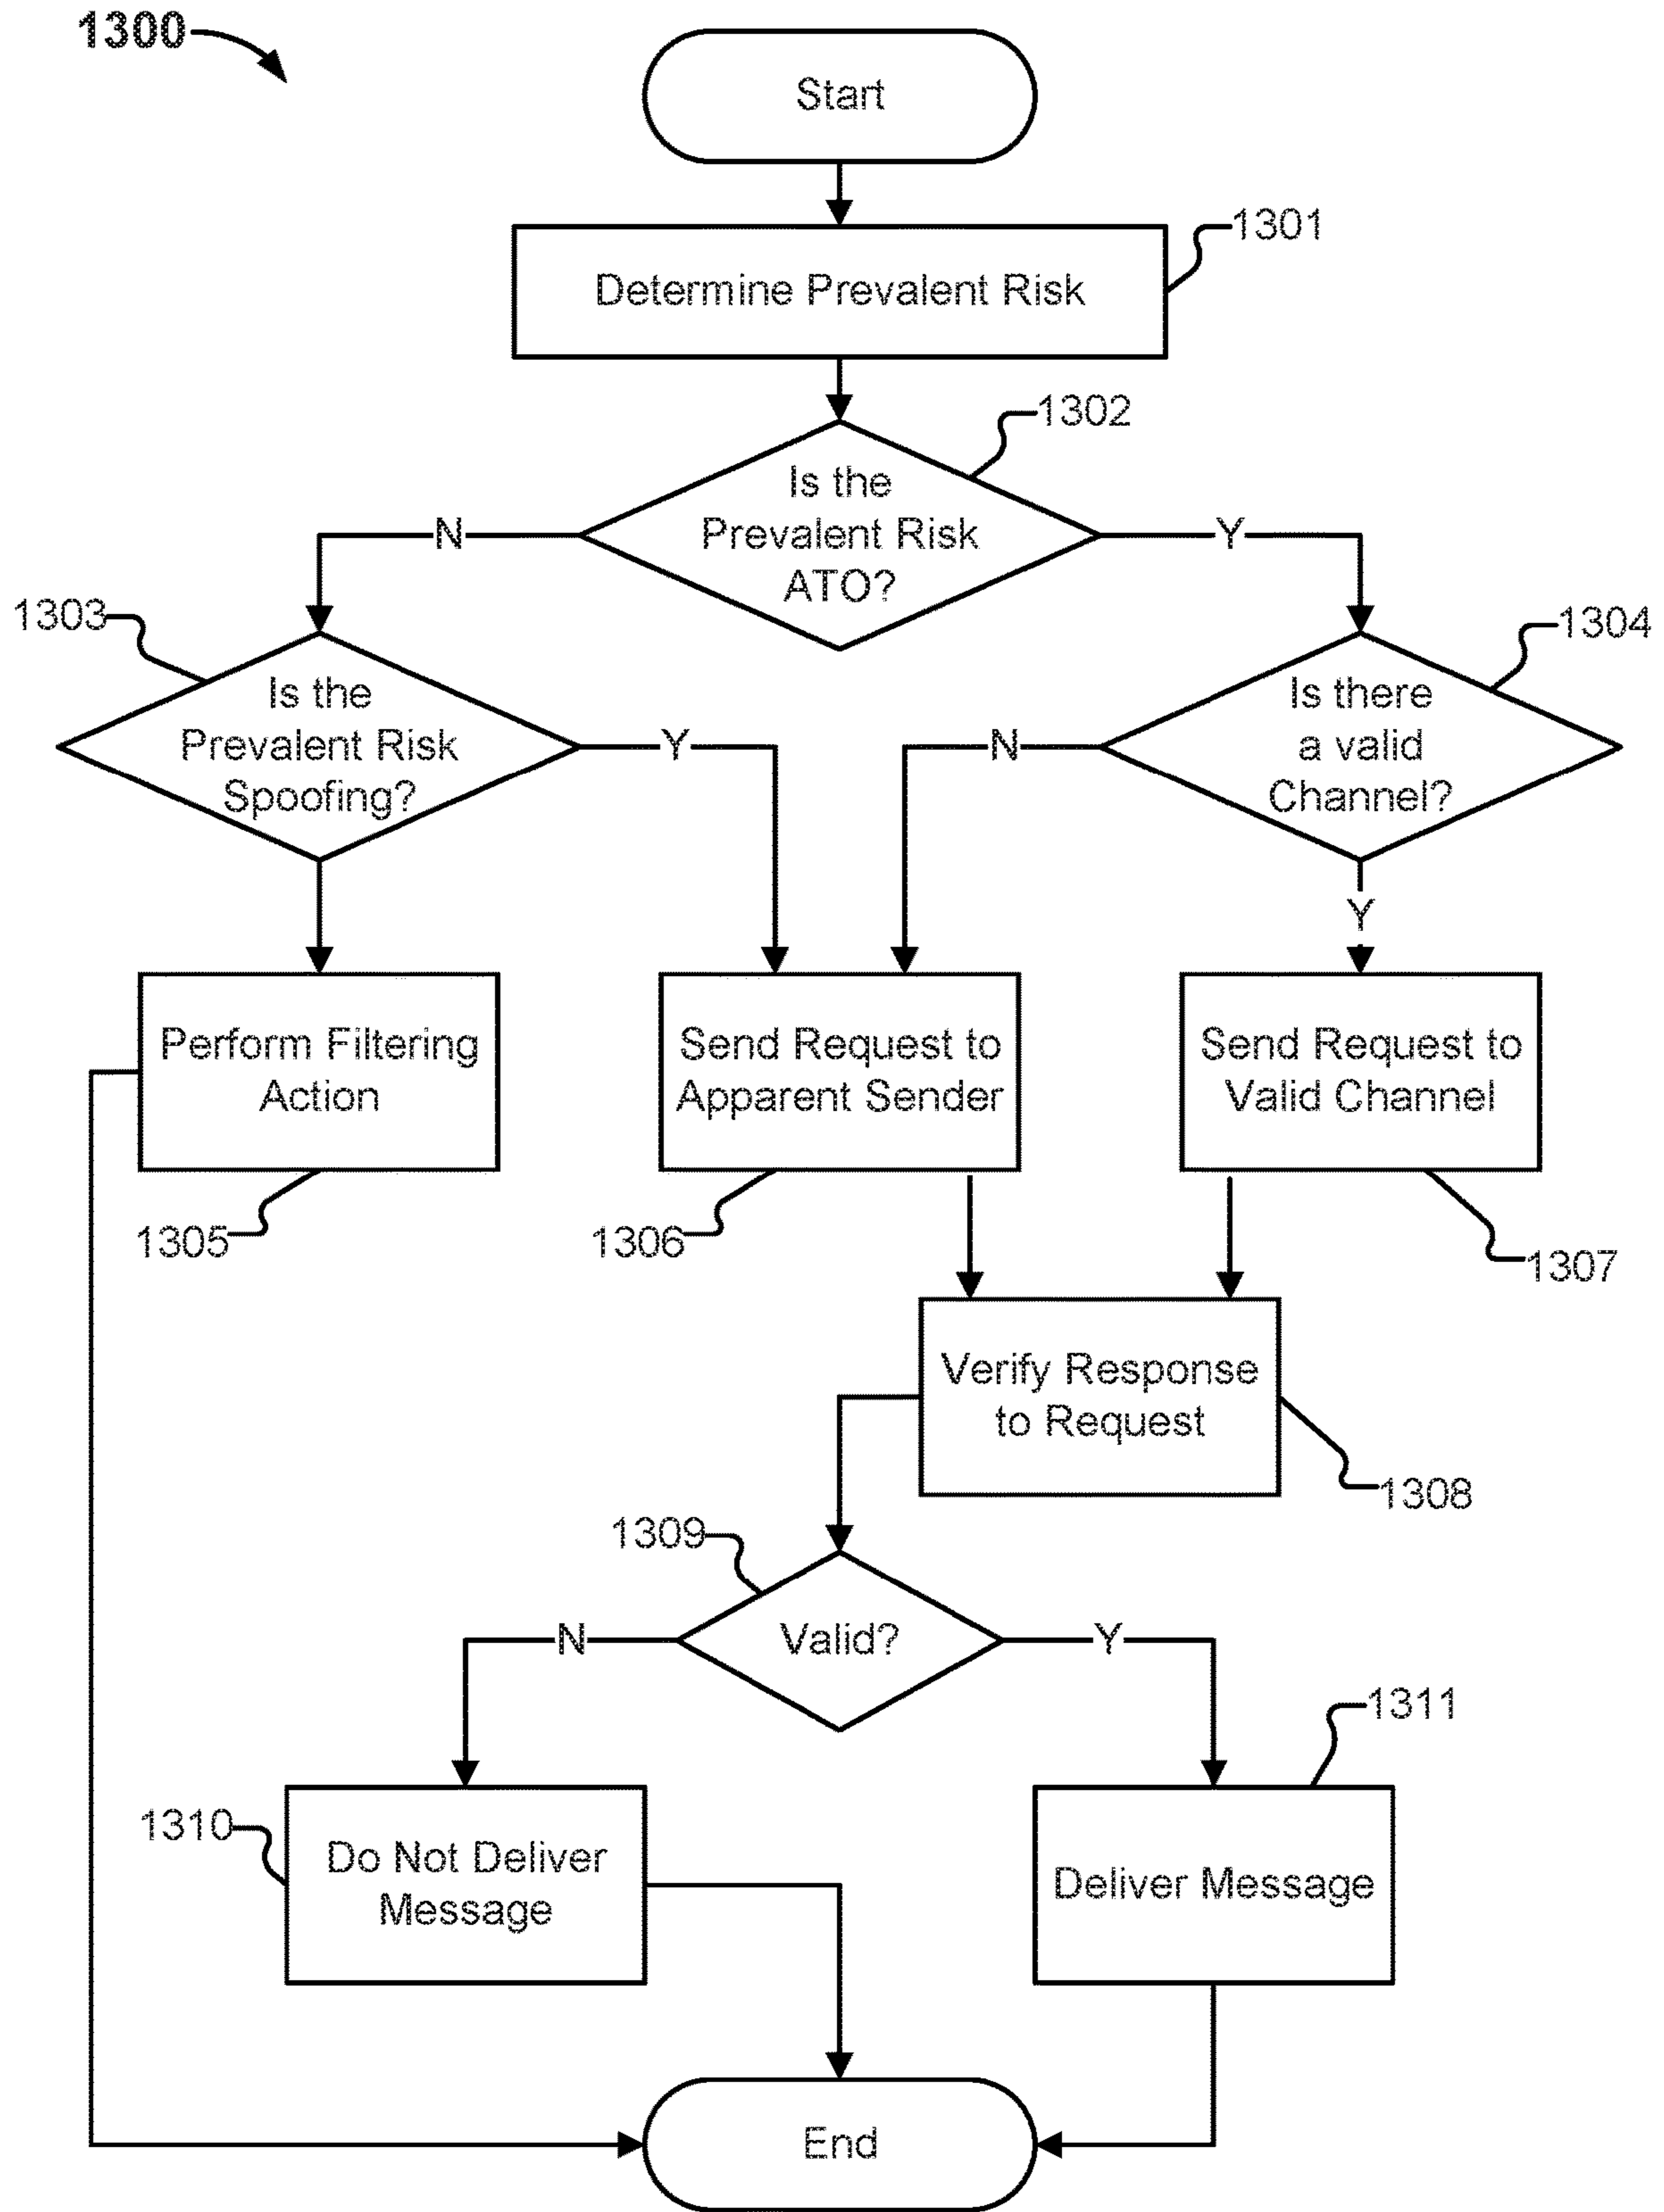 1300
Start
1301
Determine Prevalent Risk
1302
Is the
Prevalent Risk
ATO?
N
Y
1303
1304
Is the
Prevalent Risk
Spoofing?
Y
Is there
a valid
Channel?
N
Y
Perform Filtering
Action
Send Request to
Apparent Sender
Send Request to
Valid Channel
1305
1306
1307
Verify Response
to Request
1308
1309
Valid?
N
Y
1311
1310
Do Not Deliver
Message
Deliver Message
End